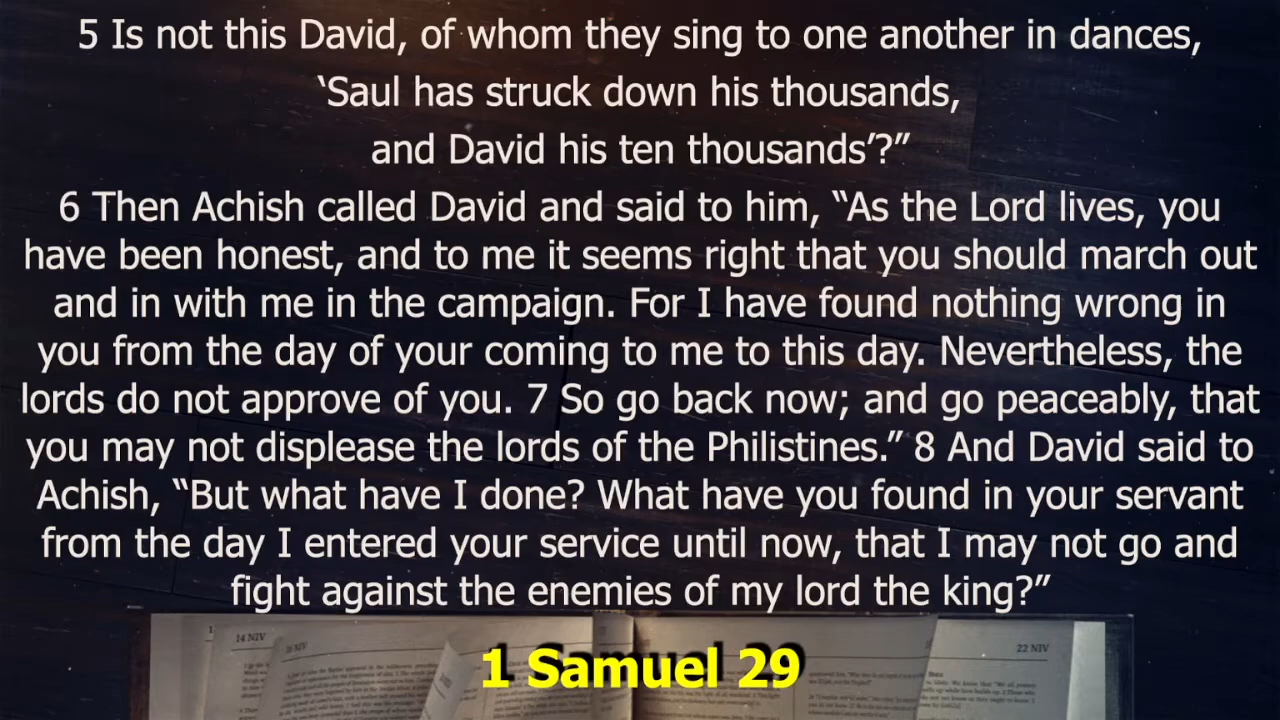 5 Is not this David, of whom they sing to one another in dances,
‘Saul has struck down his thousands,
and David his ten thousands’?”
6 Then Achish called David and said to him, “As the Lord lives, you
have been honest, and to me it seems right that you should march out
and in with me in the campaign. For I have found nothing wrong in
you from the day of your coming to me to this day. Nevertheless, the
lords do not approve of you. 7 So go back now; and go peaceably, that
you may not displease the lords of the Philistines.” 8 And David said to
Achish, “But what have I done? What have you found in your servant
from the day I entered your service until now, that I may not go and
fight against the enemies of my lord the king?”
14 NIV
22 NIV
1 Samuel 29